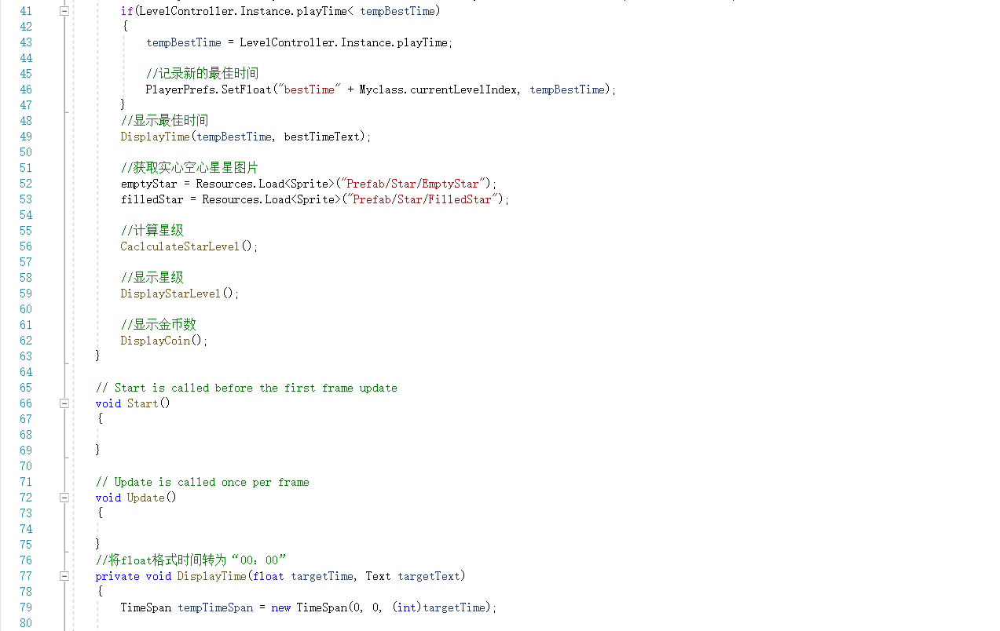 41 if(LevelController.Instance.playTime< tempBestTime)
42 {
43 tempBestTime = LevelController.Instance.playTime;
44
45 //记录新的最佳时间
46 PlayerPrefs.SetFloat("bestTime" + Myclass.currentLevelIndex, tempBestTime);
47 }
48 //显示最佳时间
49 DisplayTime(tempBestTime, bestTimeText);
50
51 //获取实心空心星星图片
52 emptyStar = Resources.Load<Sprite>("Prefab/Star/EmptyStar");
53 filledStar = Resources.Load<Sprite>("Prefab/Star/FilledStar");
54
55 //计算星级
56 CaclculateStarLevel();
57
58 //显示星级
59 DisplayStarLevel();
60
61 //显示金币数
62 DisplayCoin();
63 }
64
65 // Start is called before the first frame update
66 void Start()
67 {
68
69 }
70
71 // Update is called once per frame
72 void Update()
73 {
74
75 }
76 //将float格式时间转为“00：00”
77 private void DisplayTime(float targetTime, Text targetText)
78 {
79 TimeSpan tempTimeSpan = new TimeSpan(0, 0, (int)targetTime);
80